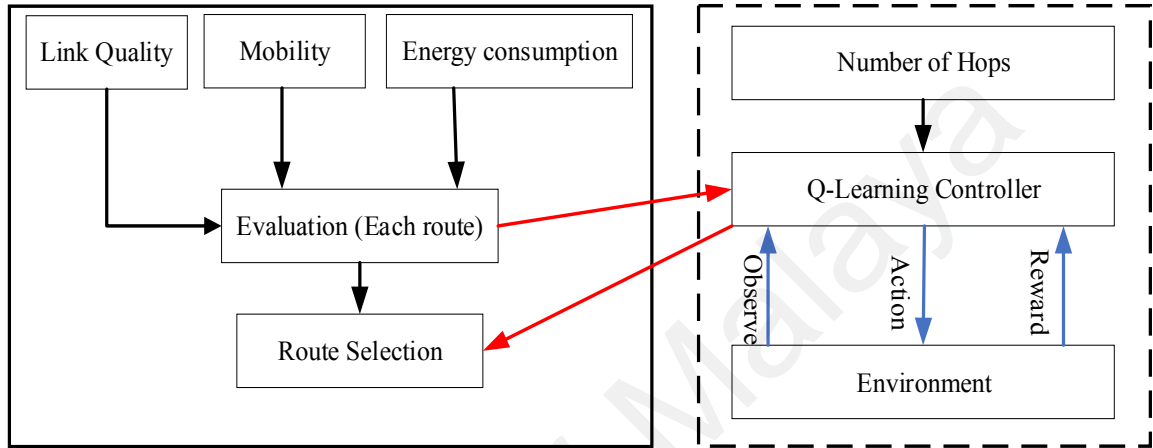 Link Quality
Mobility
Energy consumption
Evaluation (Each route)
Route Selection
Number of Hops
Q-Learning Controller
Observe
Action
Reward
Environment
Malaya